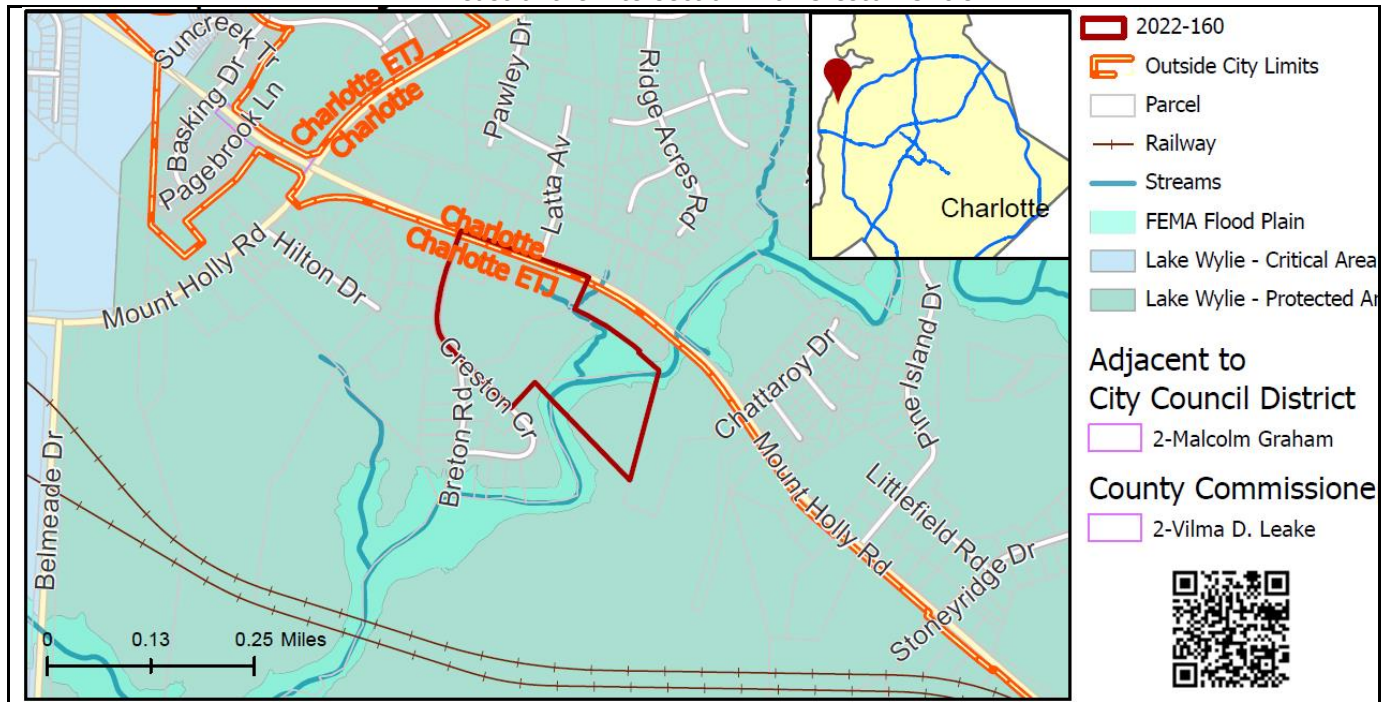 Suncreek Tr
Basking Dr
Pagebrook Ln
Charlotte ETJ
Charlotte
Pawley Dr
Ridge Acres Rd
Latta Av
Charlotte
Charlotte
Charlotte ETJ
Mount Holly Rd
Hilton Dr
Creston Cr
Breton Rd
Chattaroy Dr
Pine Island Dr
Mount Holly Rd
Littlefield Rd
Stoneyridge Dr
Belmeade Dr
0 0.13 0.25 Miles
2022-160
Outside City Limits
Parcel
Railway
Streams
FEMA Flood Plain
Lake Wylie - Critical Area
Lake Wylie - Protected Ar
Adjacent to
City Council District
2-Malcolm Graham
County Commissione
2-Vilma D. Leake